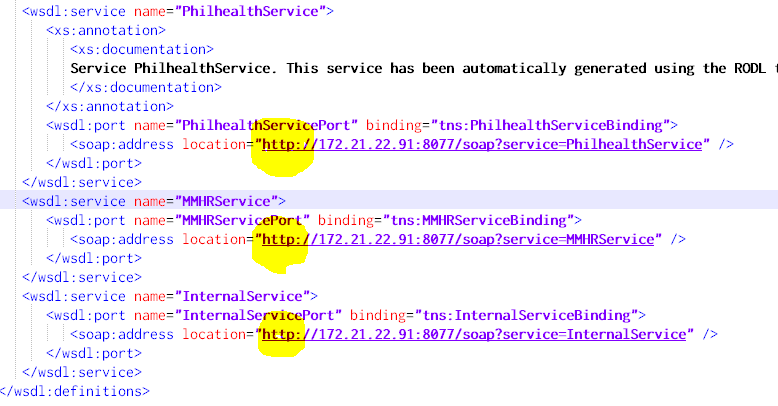 <wsdl:service name="PhilhealthService">
<xs:annotation>
<xs:documentation>
Service PhilhealthService. This service has been automatically generated using the RODL t
</xs:documentation>
</xs:annotation>
<wsdl:port name="PhilhealthServicePort" binding="tns:PhilhealthServiceBinding">
<soap:address location="http://172.21.22.91:8077/soap?service=PhilhealthService" />
</wsdl:port>
</wsdl:service>
<wsdl:service name="MMHRService">
<wsdl:port name="MMHRServicePort" binding="tns:MMHRServiceBinding">
<soap:address location="http://172.21.22.91:8077/soap?service=MMHRService" />
</wsdl:port>
</wsdl:service>
<wsdl:service name="InternalService">
<wsdl:port name="InternalServicePort" binding="tns:InternalServiceBinding">
<soap:address location="http://172.21.22.91:8077/soap?service=InternalService" />
</wsdl:port>
</wsdl:service>
</wsdl:definitions>